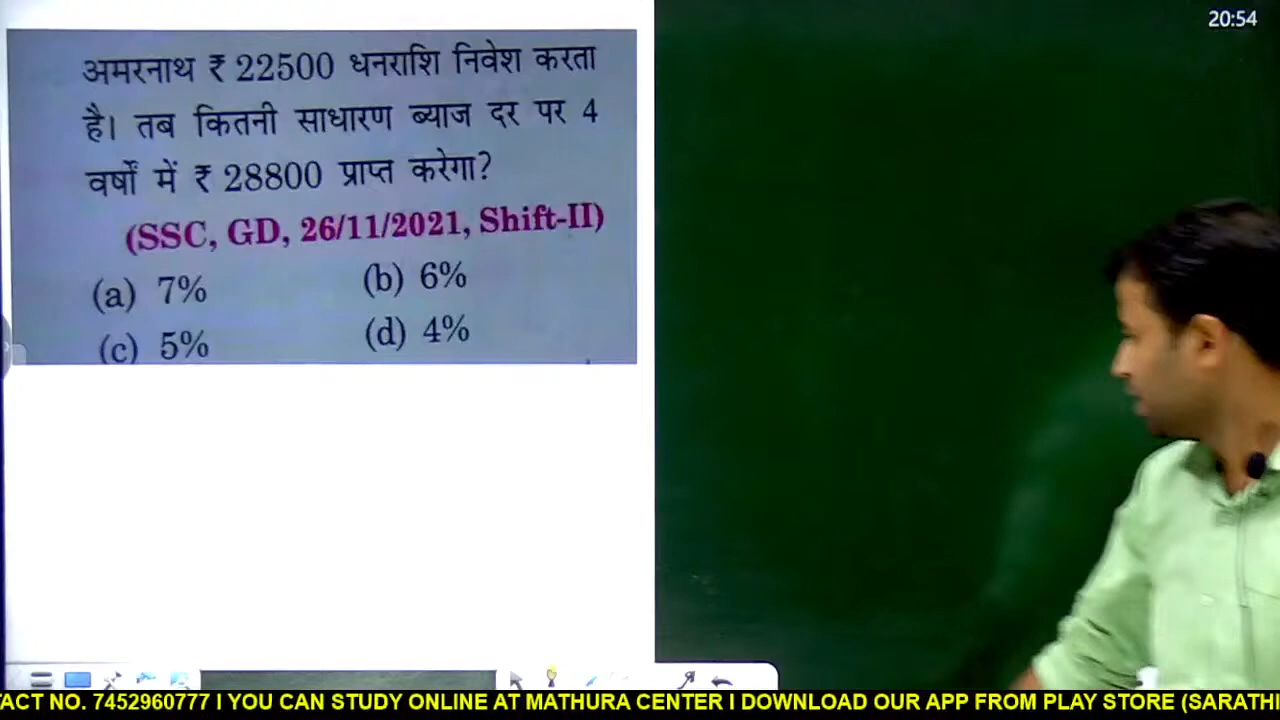 20:54
अमरनाथ ₹ 22500 धनराशि निवेश करता
है। तब कितनी साधारण ब्याज दर पर 4
वर्षों में ₹ 28800 प्राप्त करेगा?
(SSC, GD, 26/11/2021, Shift-II)
(a) 7% (b) 6%
(c) 5% (d) 4%
TACT NO. 7452960777 I YOU CAN STUDY ONLINE AT MATHURA CENTER I DOWNLOAD OUR APP FROM PLAY STORE (SARATHI